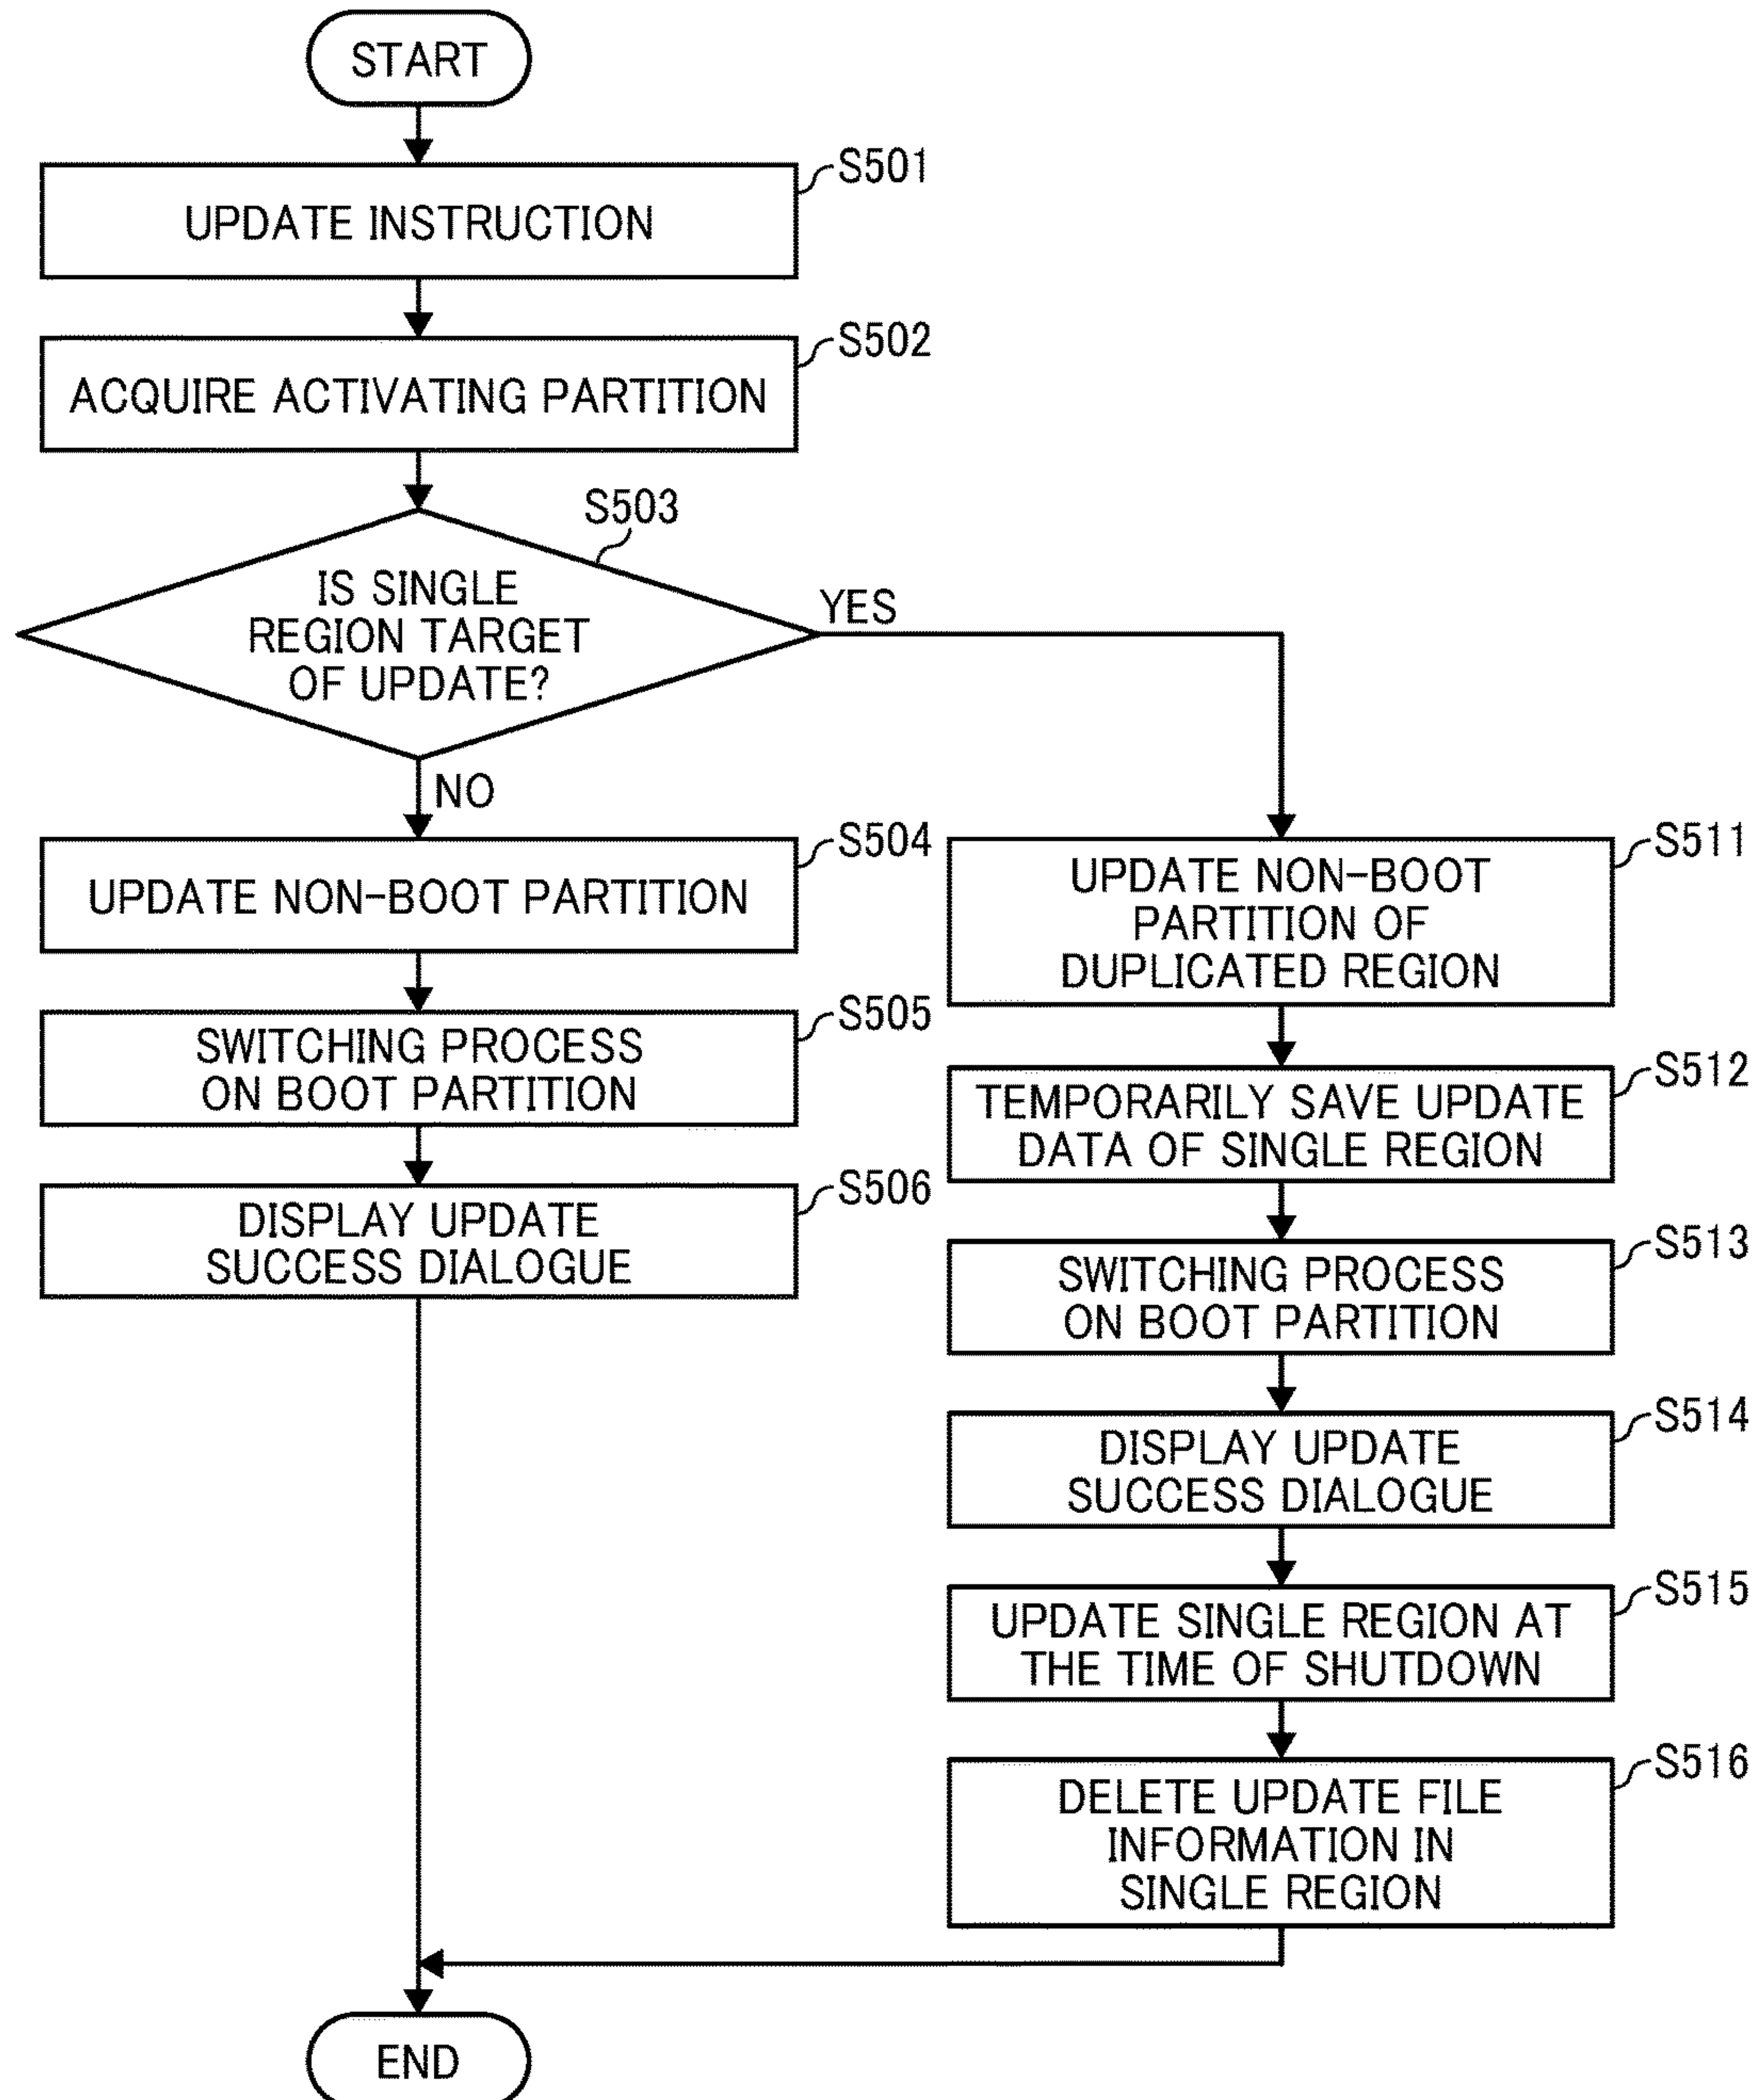 START
S501
UPDATE INSTRUCTION
S502
ACQUIRE ACTIVATING PARTITION
S503
IS SINGLE
REGION TARGET
OF UPDATE?
YES
NO
S504
UPDATE NON-BOOT PARTITION
S505
SWITCHING PROCESS
ON BOOT PARTITION
S506
DISPLAY UPDATE
SUCCESS DIALOGUE
S511
UPDATE NON-BOOT
PARTITION OF
DUPLICATED REGION
S512
TEMPORARILY SAVE UPDATE
DATA OF SINGLE REGION
S513
SWITCHING PROCESS
ON BOOT PARTITION
S514
DISPLAY UPDATE
SUCCESS DIALOGUE
S515
UPDATE SINGLE REGION AT
THE TIME OF SHUTDOWN
S516
DELETE UPDATE FILE
INFORMATION IN
SINGLE REGION
END